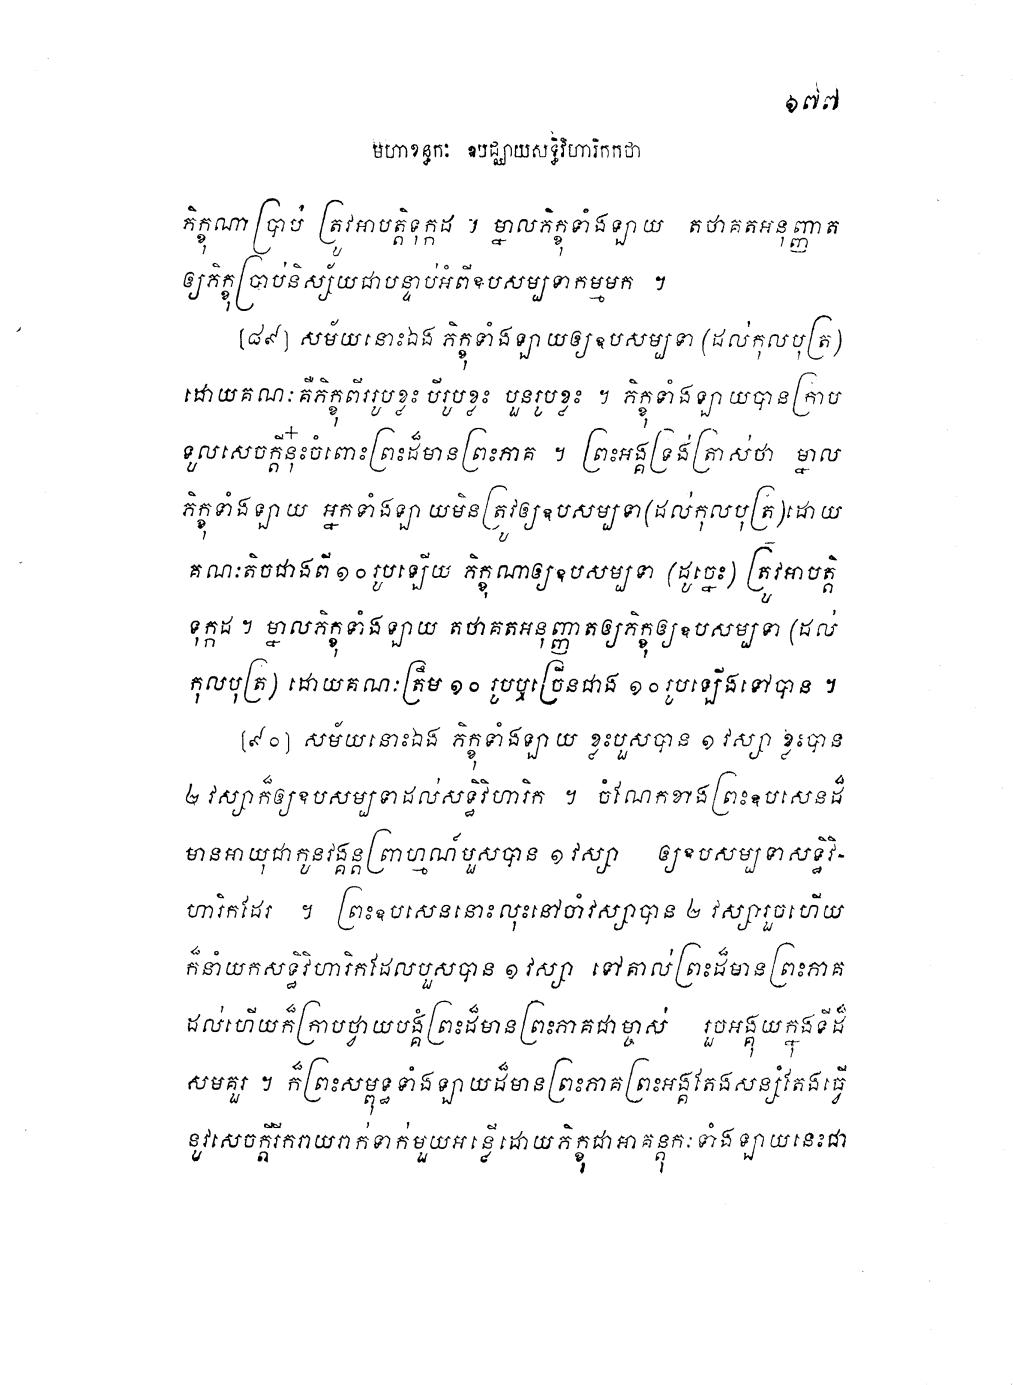 ១៧៧
មហាខន្ធកៈ ឧបជ្ឈាយសទ្ធិវិហារិកកថា
ភិក្ខុណាប្រាប់ ត្រូវអាបត្តិទុក្កដ ។ ម្នាលភិក្ខុទាំងឡាយ តថាគតអនុញ្ញាត
ឲ្យភិក្ខុប្រាប់និស្ស័យជាបន្ទាប់អំពីឧបសម្បទាកម្មមក ។
[៨៩] សម័យនោះឯង ភិក្ខុទាំងឡាយឲ្យឧបសម្បទា (ដល់កុលបុត្រ)
ដោយគណៈគឺភិក្ខុពីររូបខ្លះ បីរូបខ្លះ បួនរូបខ្លះ ។ ភិក្ខុទាំងឡាយបានក្រាប
ទូលសេចក្តីនុ៎ះចំពោះព្រះដ៏មានព្រះភាគ ។ ព្រះអង្គទ្រង់ត្រាស់ថា ម្នាល
ភិក្ខុទាំងឡាយ អ្នកទាំងឡាយមិនត្រូវឲ្យឧបសម្បទា(ដល់កុលបុត្រ)ដោយ
គណៈតិចជាងពី ១០ រូបឡើយ ភិក្ខុណាឲ្យឧបសម្បទា (ដូច្នេះ) ត្រូវអាបត្តិ
ទុក្កដ ។ ម្នាលភិក្ខុទាំងឡាយ តថាគតអនុញ្ញាតឲ្យភិក្ខុឲ្យឧបសម្បទា (ដល់
កុលបុត្រ) ដោយគណៈត្រឹម ១០ រូបឬច្រើនជាង ១០ រូបឡើងទៅបាន ។
[៩០] សម័យនោះឯង ភិក្ខុទាំងឡាយ ខ្លះបួសបាន ១ វស្សា ខ្លះបាន
២ វស្សាក៏ឲ្យឧបសម្បទាដល់សទ្ធិវិហារិក ។ ចំណែកខាងព្រះឧបសេនដ៏
មានអាយុជាកូនវង្គន្តព្រាហ្មណ៍បួសបាន ១ វស្សា ឲ្យឧបសម្បទាសទ្ធិវិ-
ហារិកដែរ ។ ព្រះឧបសេននោះលុះនៅចាំវស្សាបាន ២ វស្សារួចហើយ
ក៏នាំយកសទ្ធិវិហារិកដែលបួសបាន ១ វស្សា ទៅគាល់ព្រះដ៏មានព្រះភាគ
ដល់ហើយក៏ក្រាបថ្វាយបង្គំព្រះដ៏មានព្រះភាគជាម្ចាស់ រួចអង្គុយក្នុងទីដ៏
សមគួរ ។ ក៏ព្រះសម្ពុទ្ធទាំងឡាយដ៏មានព្រះភាគព្រះអង្គតែងសន្សំតែងធ្វើ
នូវសេចក្តីរីករាយរាក់ទាក់មួយអន្លើដោយភិក្ខុជាអាគន្តុកៈទាំងឡាយនេះជា